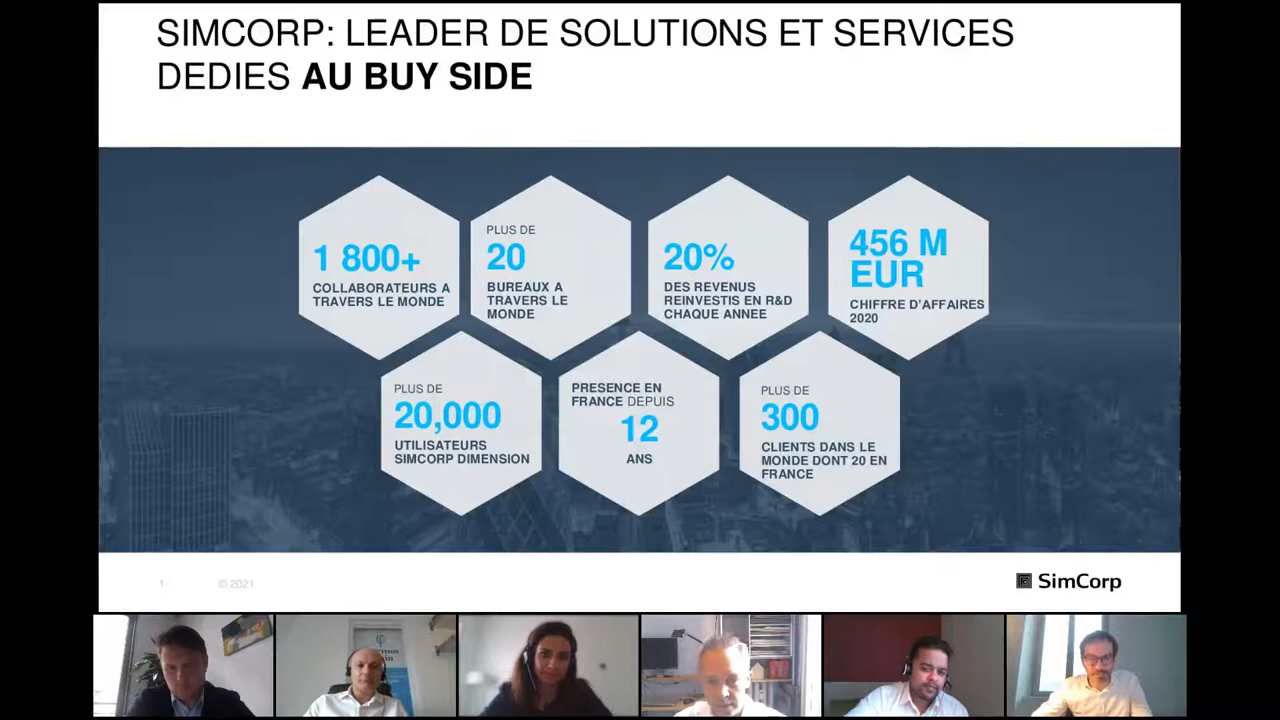 SIMCORP: LEADER DE SOLUTIONS ET SERVICES
DEDIES AU BUY SIDE
1 800+
COLLABORATEURS A
TRAVERS LE MONDE
PLUS DE
20
BUREAUX A
TRAVERS LE
MONDE
20%
DES REVENUS
REINVESTIS EN R&D
CHAQUE ANNEE
456 M
EUR
CHIFFRE D'AFFAIRES
2020
PLUS DE
20,000
UTILISATEURS
SIMCORP DIMENSION
PRESENCE EN
FRANCE DEPUIS
12
ANS
PLUS DE
300
CLIENTS DANS LE
MONDE DONT 20 EN
FRANCE
1
© 2021
SimCorp